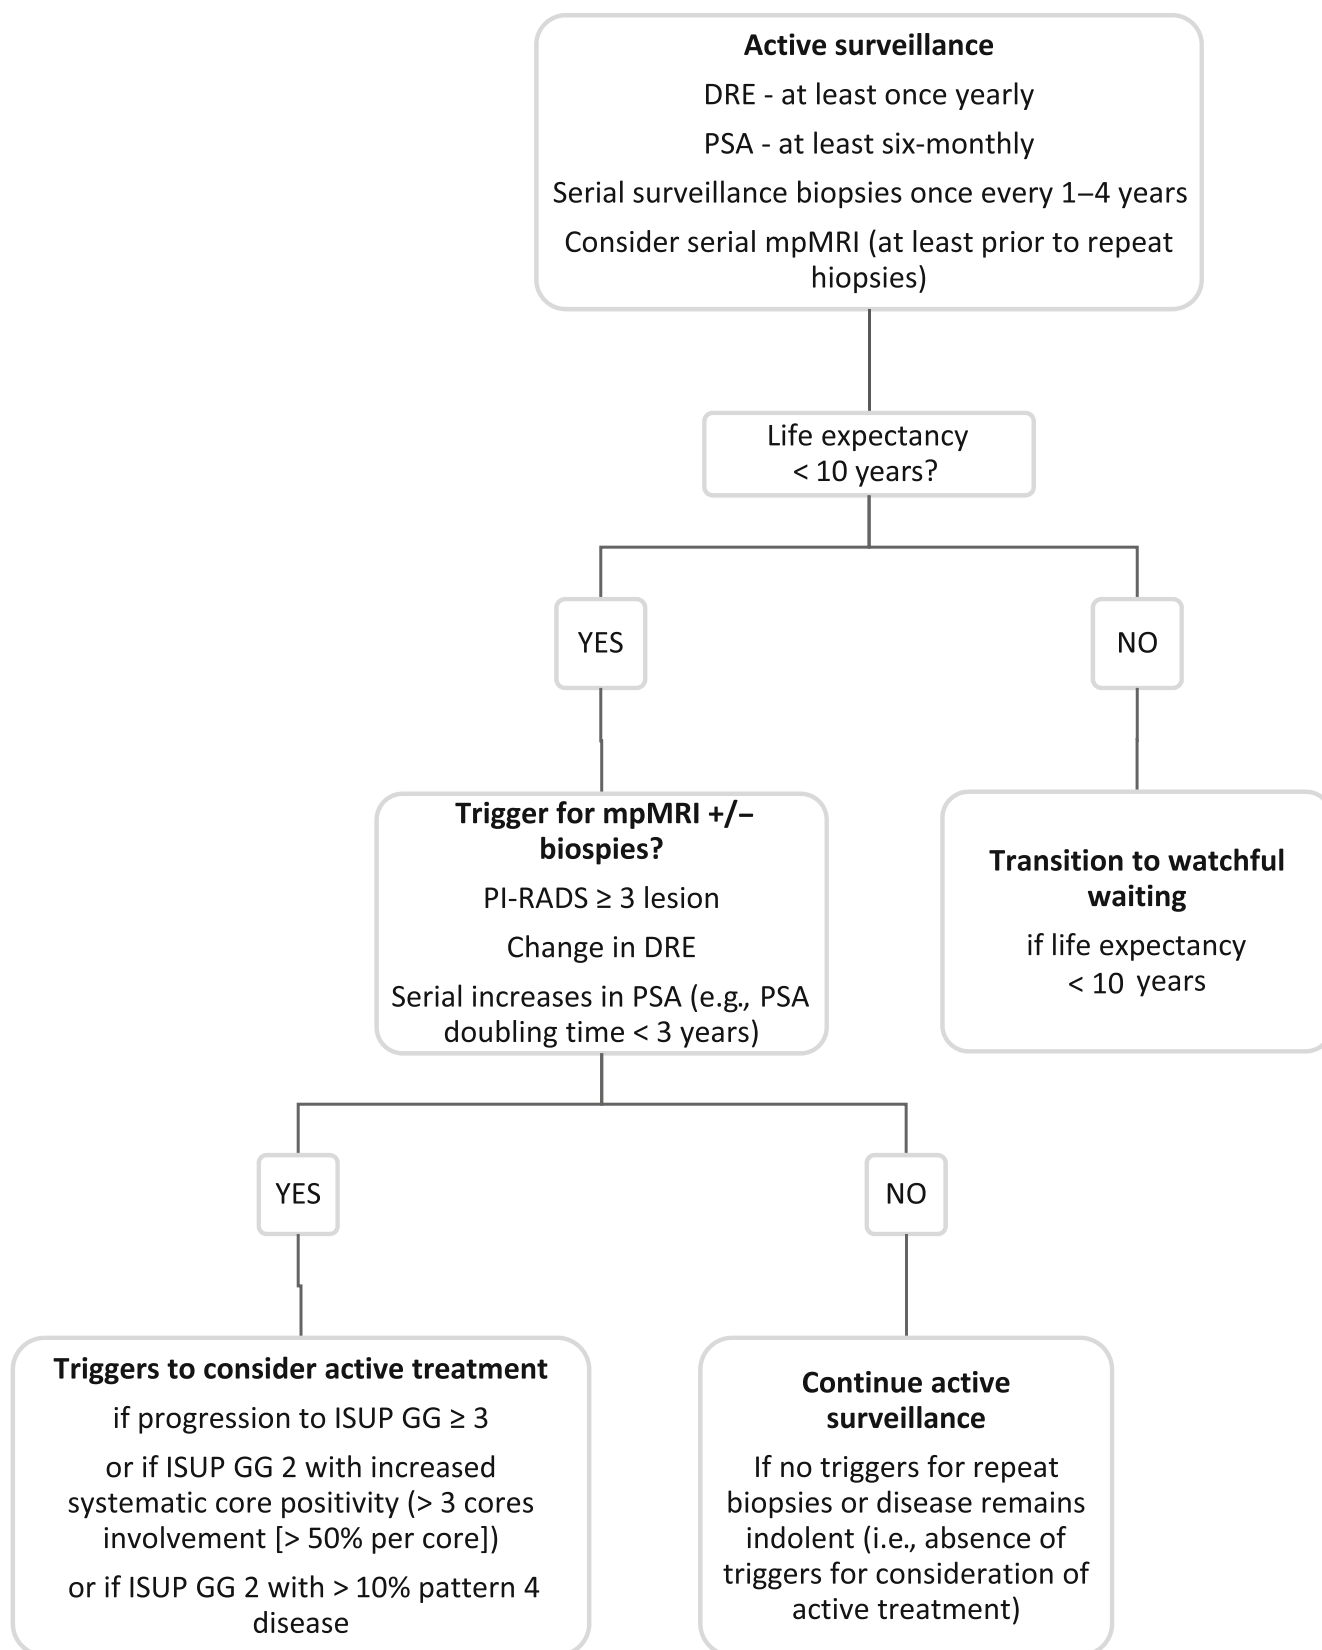 Active surveillance
DRE - at least once yearly
PSA - at least six-monthly
Serial surveillance biopsies once every 1–4 years
Consider serial mpMRI (at least prior to repeat
hiopsies)
Life expectancy
< 10 years?
YES
NO
Trigger for mpMRI +/–
biospies?
PI-RADS ≥ 3 lesion
Change in DRE
Serial increases in PSA (e.g., PSA
doubling time < 3 years)
Transition to watchful
waiting
if life expectancy
< 10 years
YES
NO
Triggers to consider active treatment
if progression to ISUP GG ≥ 3
or if ISUP GG 2 with increased
systematic core positivity (> 3 cores
involvement [> 50% per core])
or if ISUP GG 2 with > 10% pattern 4
disease
Continue active
surveillance
If no triggers for repeat
biopsies or disease remains
indolent (i.e., absence of
triggers for consideration of
active treatment)